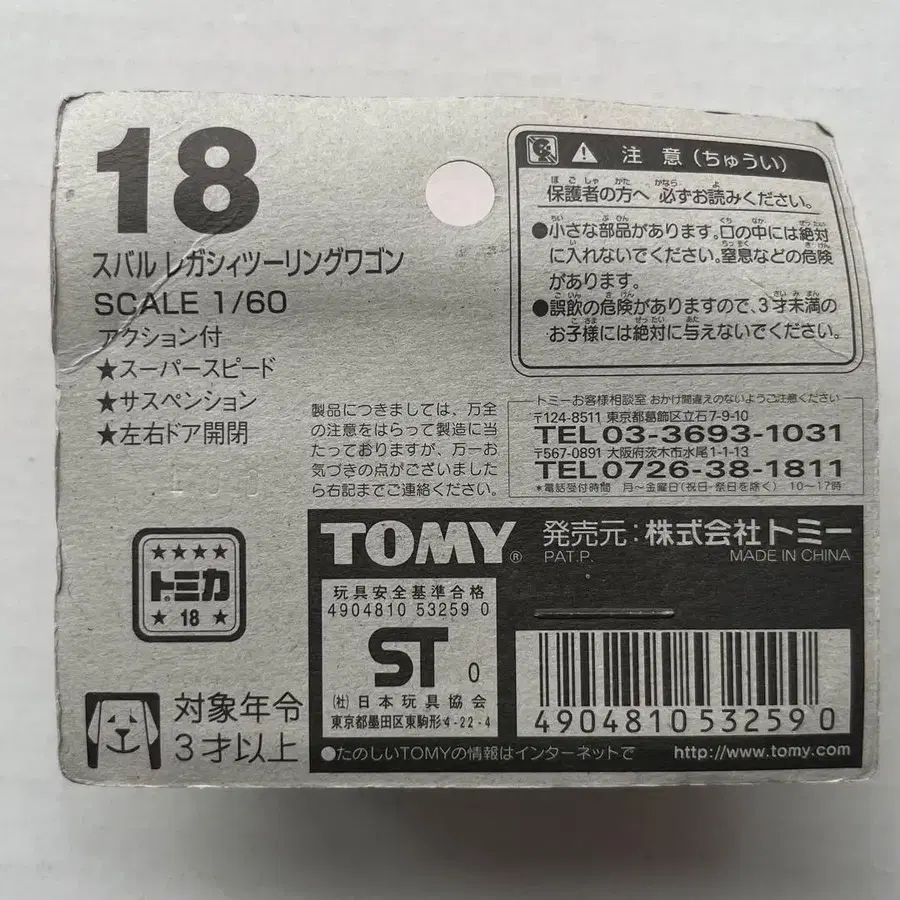 18
スバル レガシィツーリングワゴン
SCALE 1/60
アクション付
★スーパースピード
★サスペンション
★左右ドア開閉
注 意 (ちゅうい)
保護者の方へ 必ずお読みください。
●小さな部品があります。口の中には絶対
に入れないでください。窒息などの危険
があります。
●誤飲の危険がありますので、3才未満の
お子様には絶対に与えないでください。
製品につきましては、万全
の注意をはらって製造に当
たっておりますが、万一お
気づきの点がございました
ら右記までご連絡ください。
トミーお客様相談室 おかけ間違えのないようご注意ください
〒124-8511 東京都葛飾区立石7-9-10
TEL03-3693-1031
〒567-0891 大阪府茨木市水尾1-1-13
TEL0726-38-1811
*電話受付時間 月〜金曜日(祝日・祭日を除く) 10〜17時
★★★★
トミカ
★ 18 ★
対象年令
3才以上
TOMY®
発売元:株式会社トミー
PAT.P. MADE IN CHINA
玩具安全基準合格
4904810 53259 0
ST 0
(社)日本玩具協会
東京都墨田区東駒形4-22-4
4904810532590
●たのしいTOMYの情報はインターネットで http://www.tomy.com